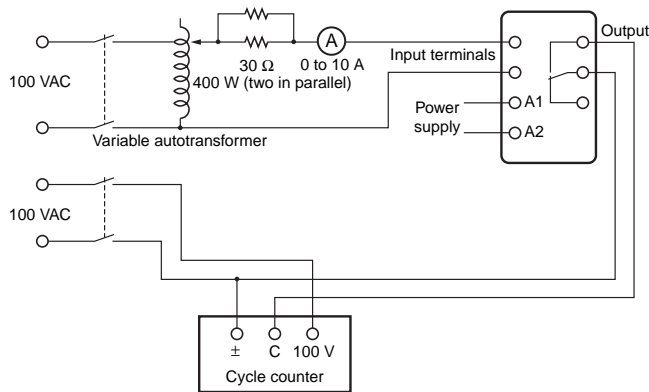 Output
A
Input terminals
30 Ω
0 to 10 A
100 VAC
400 W (two in parallel)
Power
supply
A1
A2
Variable autotransformer
100 VAC
± C 100 V
Cycle counter